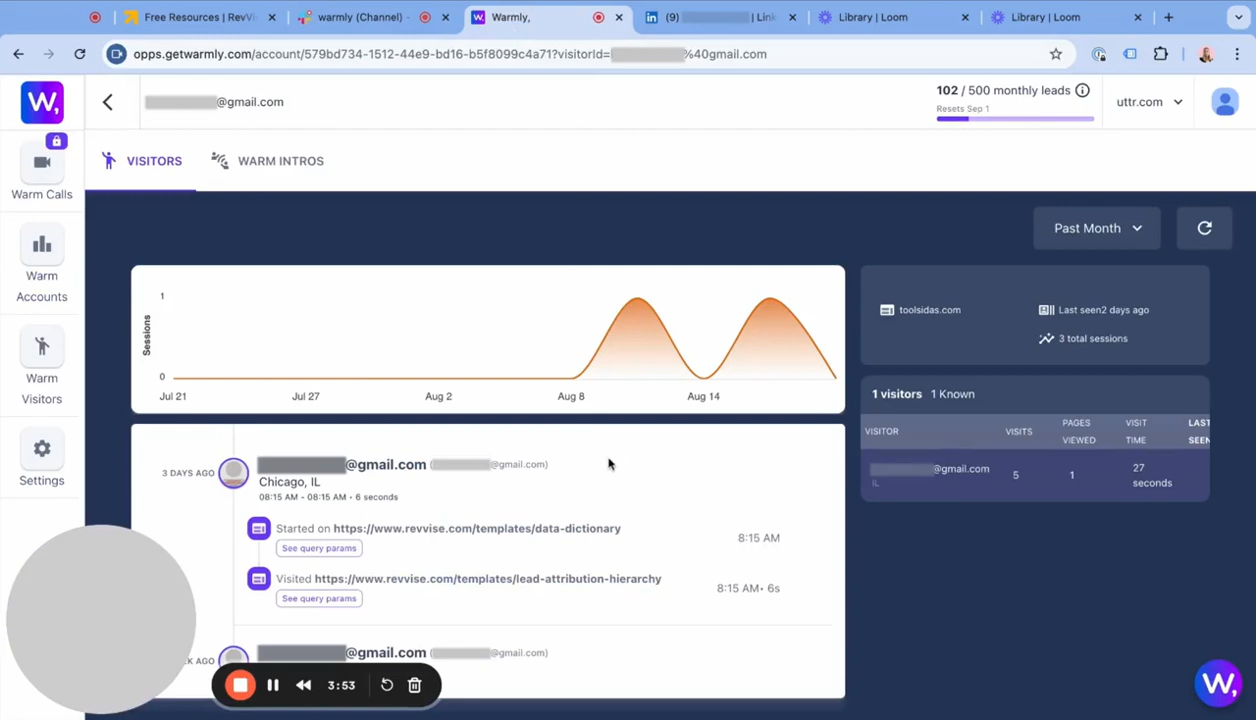 Free Resources | RevVi
warmly (Channel) -
Warmly,
(9) | Link
Library | Loom
Library | Loom
opps.getwarmly.com/account/579bd734-1512-44e9-bd16-b5f8099c4a71?visitorId= %40gmail.com
W,
@gmail.com
102 / 500 monthly leads
Resets Sep 1
uttr.com
VISITORS
WARM INTROS
Warm Calls
Warm
Accounts
Warm
Visitors
Settings
Past Month
Sessions
1
0
Jul 21
Jul 27
Aug 2
Aug 8
Aug 14
toolsidas.com
Last seen2 days ago
3 total sessions
1 visitors 1 Known
VISITOR VISITS PAGES VIEWED VISIT TIME LAST SEEN
@gmail.com 5 1 27 seconds
IL
3 DAYS AGO
@gmail.com ( @gmail.com)
Chicago, IL
08:15 AM - 08:15 AM • 6 seconds
Started on https://www.revvise.com/templates/data-dictionary
8:15 AM
See query params
Visited https://www.revvise.com/templates/lead-attribution-hierarchy
8:15 AM• 6s
See query params
K AGO
@gmail.com ( @gmail.com)
3:53
W,